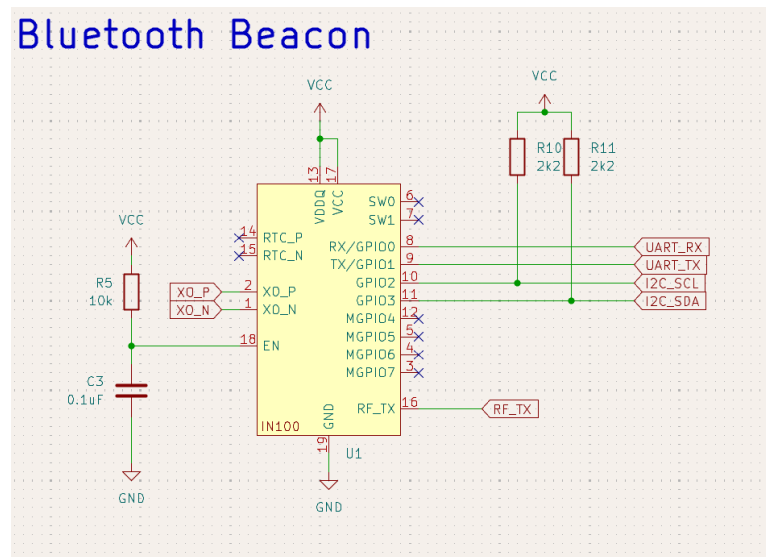 Bluetooth Beacon
VCC
VCC
13
17
R10
R11
2k2
2k2
VDDQ
VCC
SW0
6
SW1
7
VCC
14
RTC_P
15
RTC_N
RX/GPIO0
8
UART_RX
TX/GPIO1
9
UART_TX
R5
10k
XO_P
2
XO_P
GPIO2
10
I2C_SCL
XO_N
1
XO_N
GPIO3
11
I2C_SDA
MGPIO4
12
MGPIO5
5
18
EN
MGPIO6
4
MGPIO7
3
C3
0.1uF
RF_TX
16
RF_TX
GND
IN100
19
U1
GND
GND